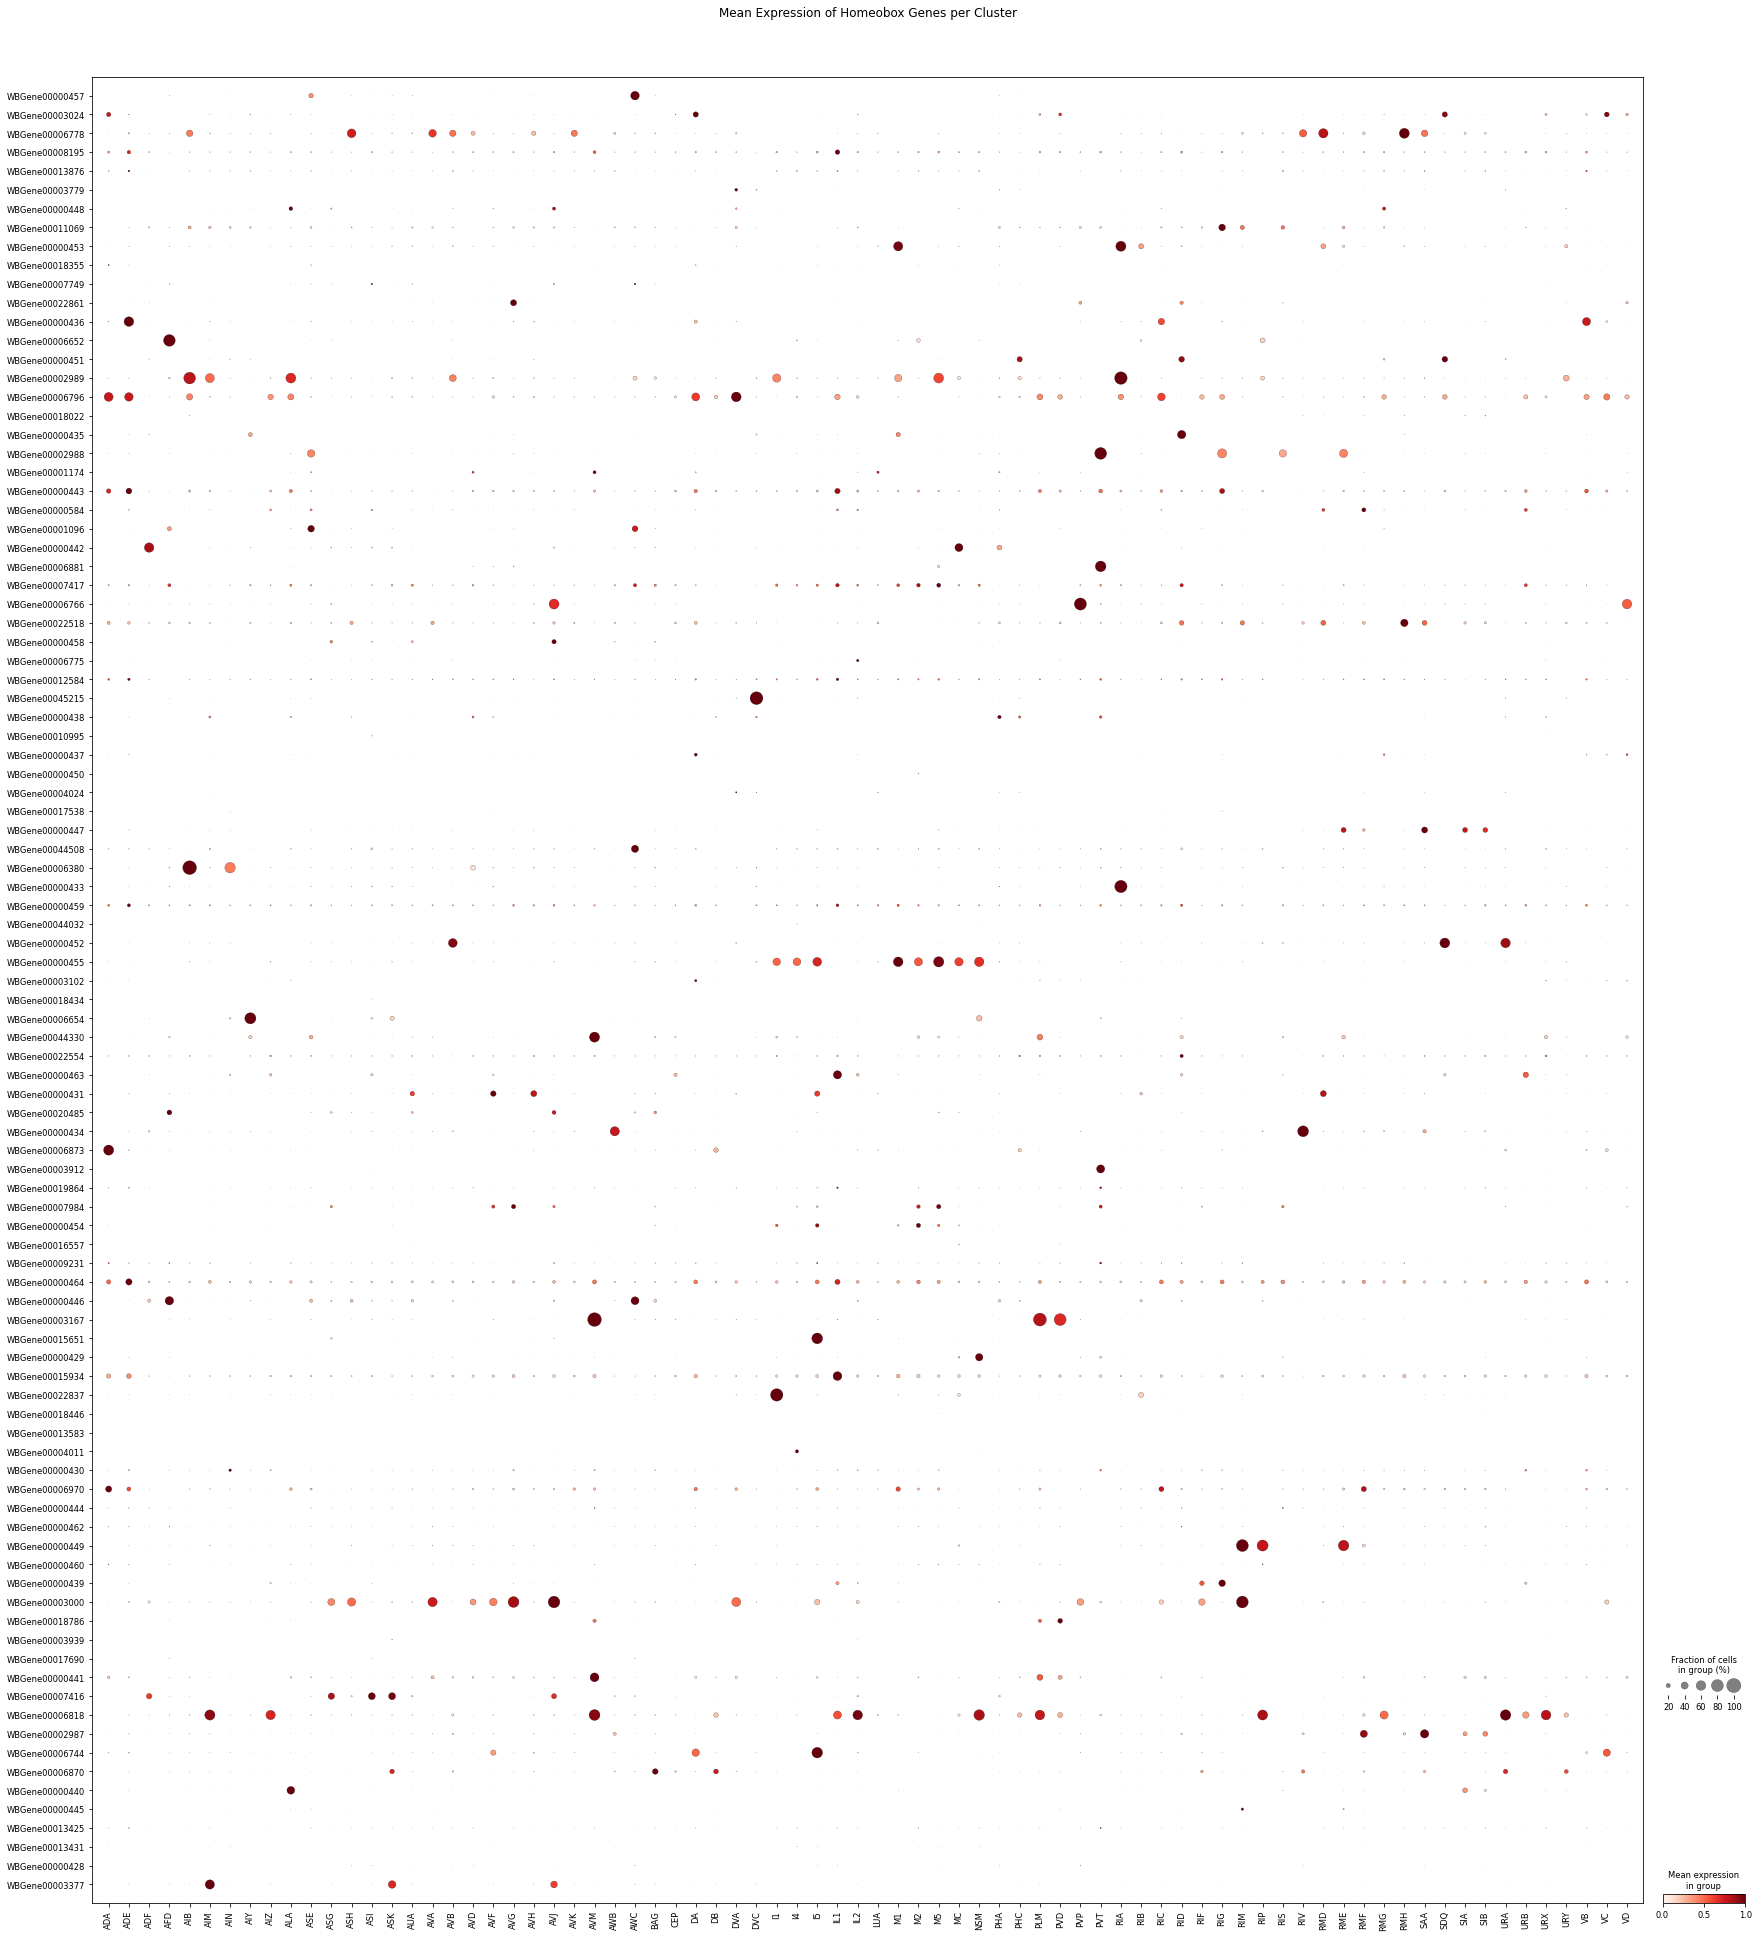 Mean Expression of Homeobox Genes per Cluster
WBGene00000457
WBGene00003024
WBGene00006778
WBGene00008195
WBGene00013876
WBGene00003779
WBGene00000448
WBGene00011069
WBGene00000453
WBGene00018355
WBGene00007749
WBGene00022861
WBGene00000436
WBGene00006652
WBGene00000451
WBGene00002989
WBGene00006796
WBGene00018022
WBGene00000435
WBGene00002988
WBGene00001174
WBGene00000443
WBGene00000584
WBGene00001096
WBGene00000442
WBGene00006881
WBGene00007417
WBGene00006766
WBGene00022518
WBGene00000458
WBGene00006775
WBGene00012584
WBGene00045215
WBGene00000438
WBGene00010995
WBGene00000437
WBGene00000450
WBGene00004024
WBGene00017538
WBGene00000447
WBGene00044508
WBGene00006380
WBGene00000433
WBGene00000459
WBGene00044032
WBGene00000452
WBGene00000455
WBGene00003102
WBGene00018434
WBGene00006654
WBGene00044330
WBGene00022554
WBGene00000463
WBGene00000431
WBGene00020485
WBGene00000434
WBGene00006873
WBGene00003912
WBGene00019864
WBGene00007984
WBGene00000454
WBGene00016557
WBGene00009231
WBGene00000464
WBGene00000446
WBGene00003167
WBGene00015651
WBGene00000429
WBGene00015934
WBGene00022837
WBGene00018446
WBGene00013583
WBGene00004011
WBGene00000430
WBGene00006970
WBGene00000444
WBGene00000462
WBGene00000449
WBGene00000460
WBGene00000439
WBGene00003000
WBGene00018786
WBGene00003939
WBGene00017690
WBGene00000441
WBGene00007416
WBGene00006818
WBGene00002987
WBGene00006744
WBGene00006870
WBGene00000440
WBGene00000445
WBGene00013425
WBGene00013431
WBGene00000428
WBGene00003377
ADA ADE ADF AFD AIB AIM AIN AIY AIZ ALA ASE ASG ASH ASI ASK AUA AVA AVB AVD AVF AVG AVH AVJ AVK AVM AWB AWC BAG CEP DA DB DVA DVC I1 I4 I5 IL1 IL2 LUA M1 M2 M5 MC NSM PHA PHC PLM PVD PVP PVT RIA RIB RIC RID RIF RIG RIM RIP RIS RIV RMD RME RMF RMG RMH SAA SDQ SIA SIB URA URB URX URY VB VC VD
Fraction of cells
in group (%)
20 40 60 80 100
Mean expression
in group
0.0 0.5 1.0